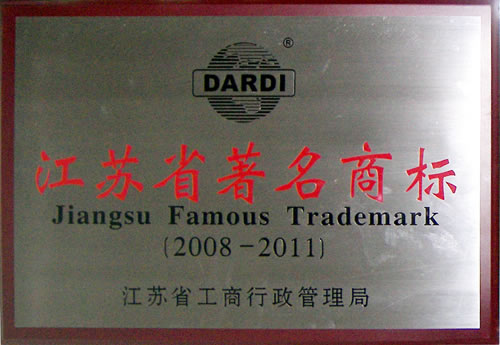 ®
DARDI
江苏省著名商标
Jiangsu Famous Trademark
(2008-2011)
江苏省工商行政管理局